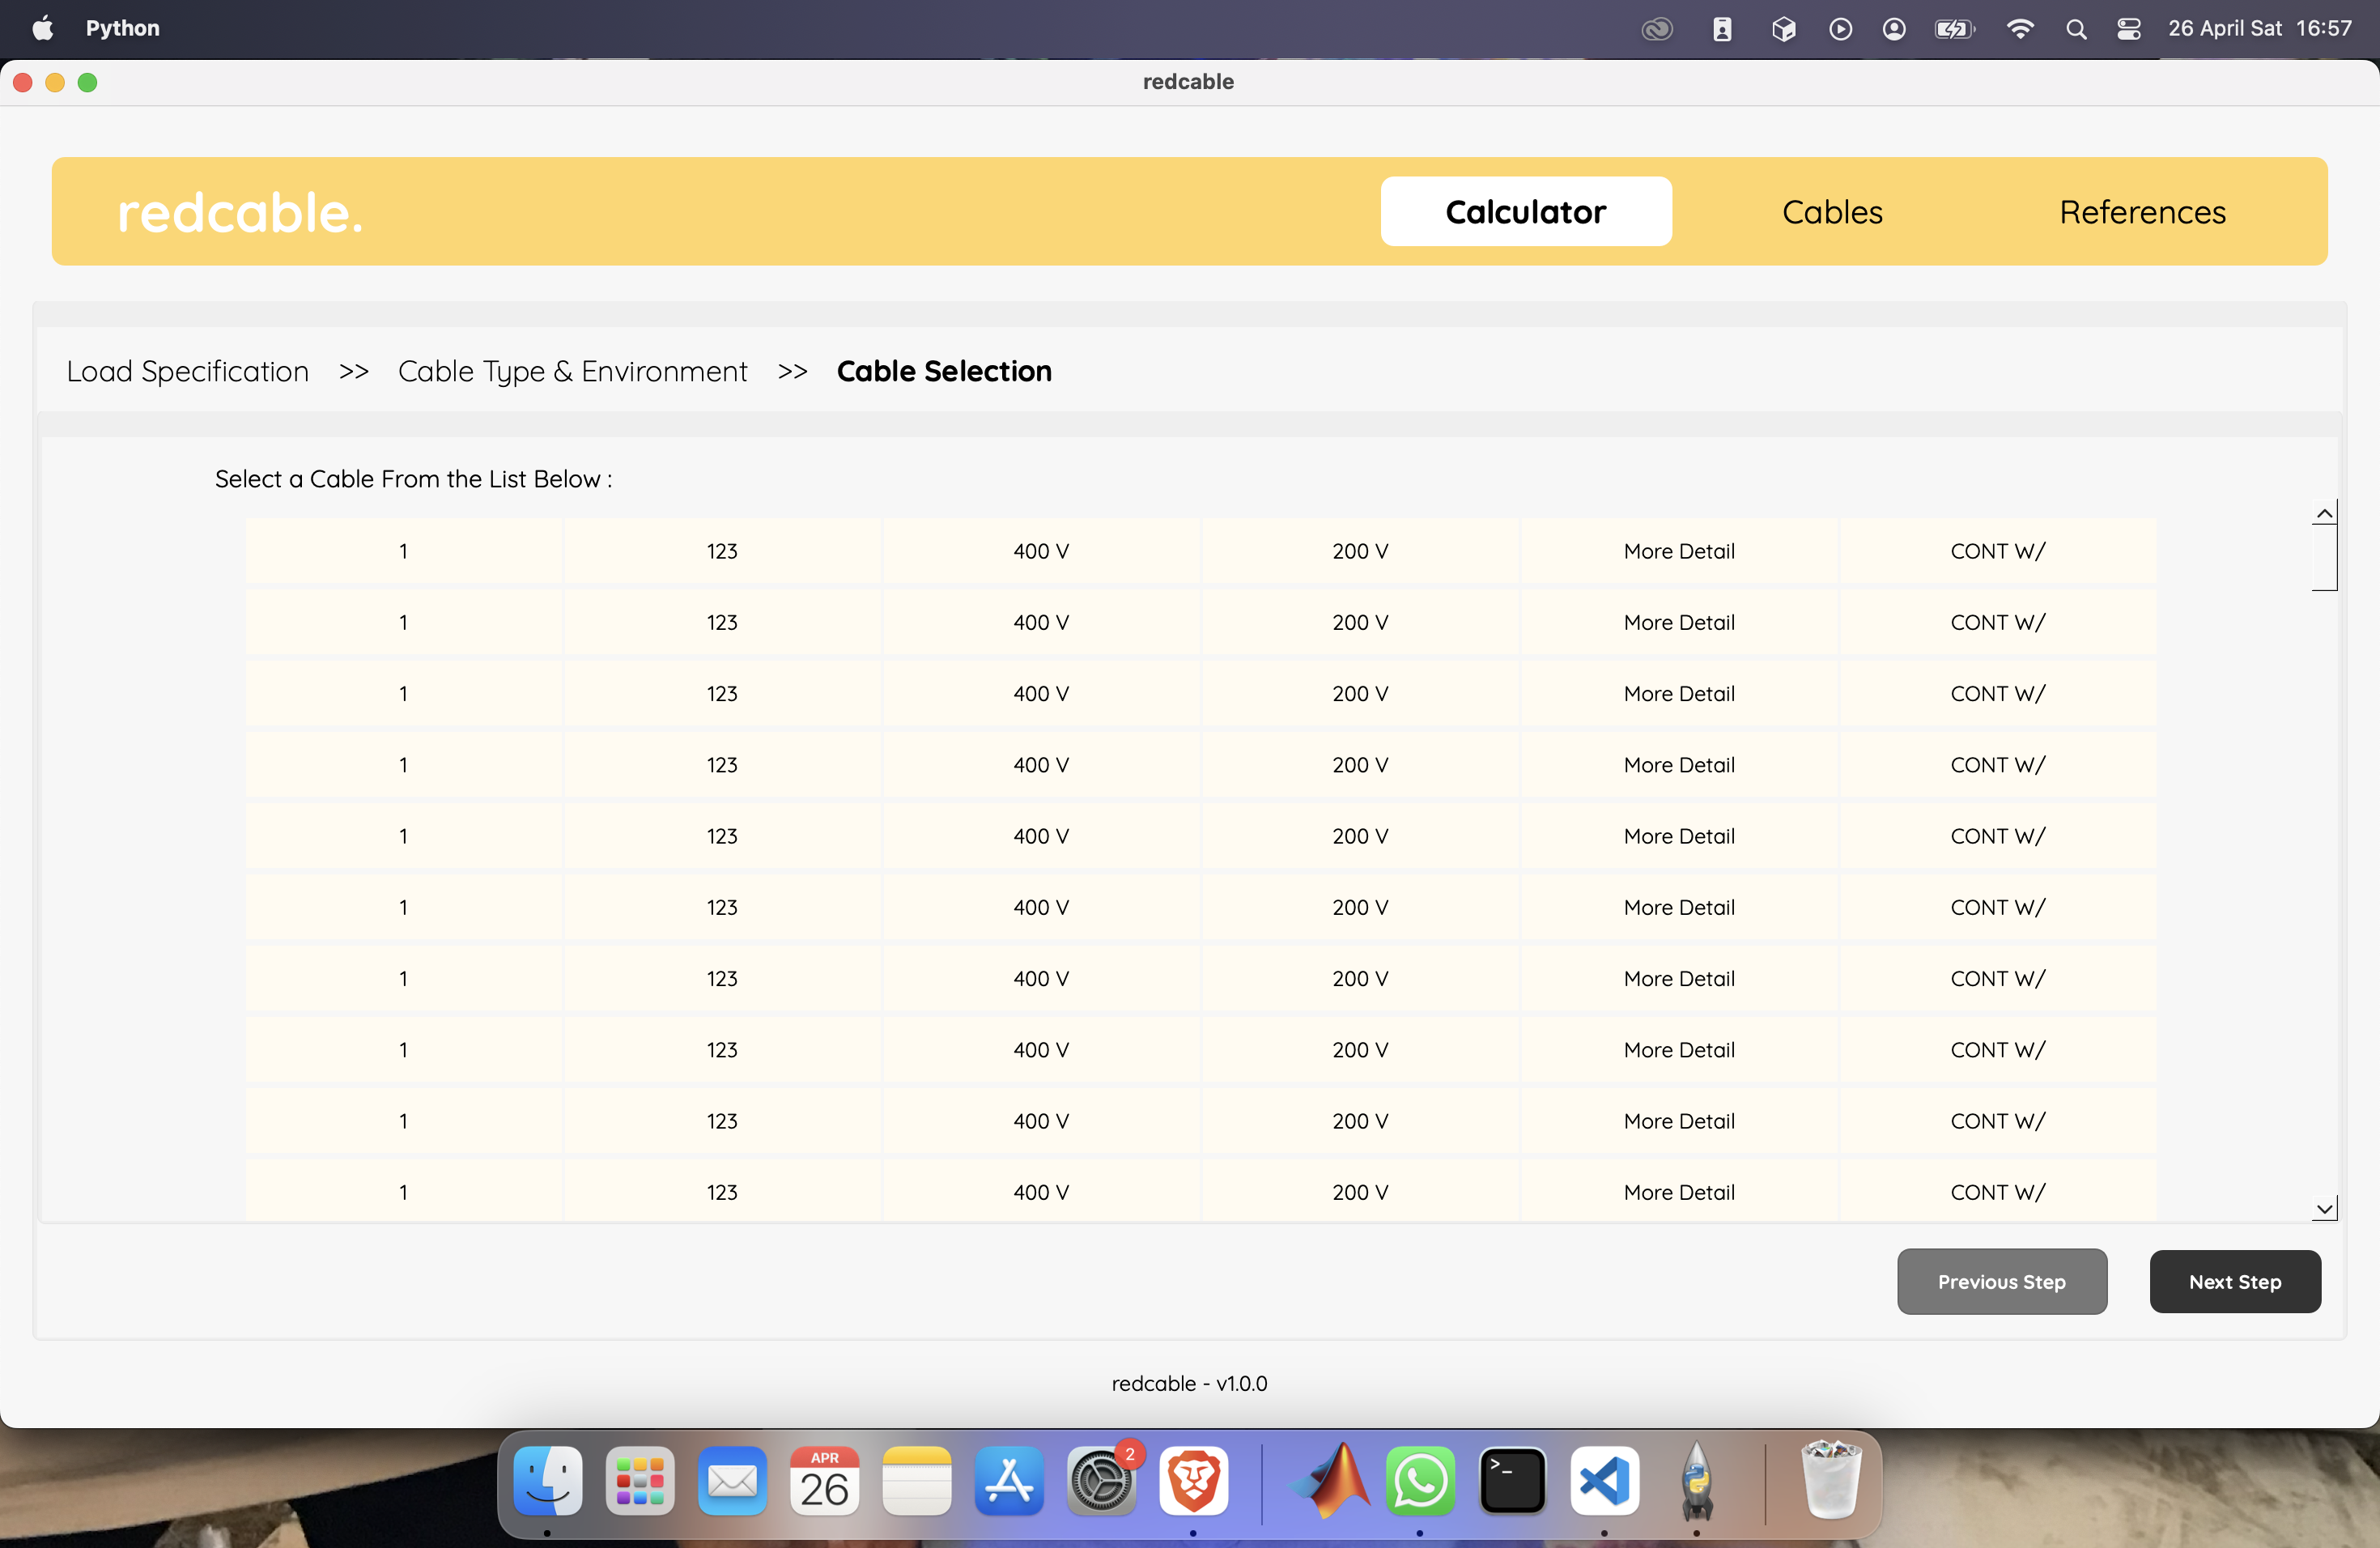 Python 26 April Sat 16:57
redcable
redcable. Calculator Cables References
Load Specification >> Cable Type & Environment >> Cable Selection
Select a Cable From the List Below :
1 123 400 V 200 V More Detail CONT W/
1 123 400 V 200 V More Detail CONT W/
1 123 400 V 200 V More Detail CONT W/
1 123 400 V 200 V More Detail CONT W/
1 123 400 V 200 V More Detail CONT W/
1 123 400 V 200 V More Detail CONT W/
1 123 400 V 200 V More Detail CONT W/
1 123 400 V 200 V More Detail CONT W/
1 123 400 V 200 V More Detail CONT W/
1 123 400 V 200 V More Detail CONT W/
Previous Step Next Step
redcable - v1.0.0
APR
26
2
>_